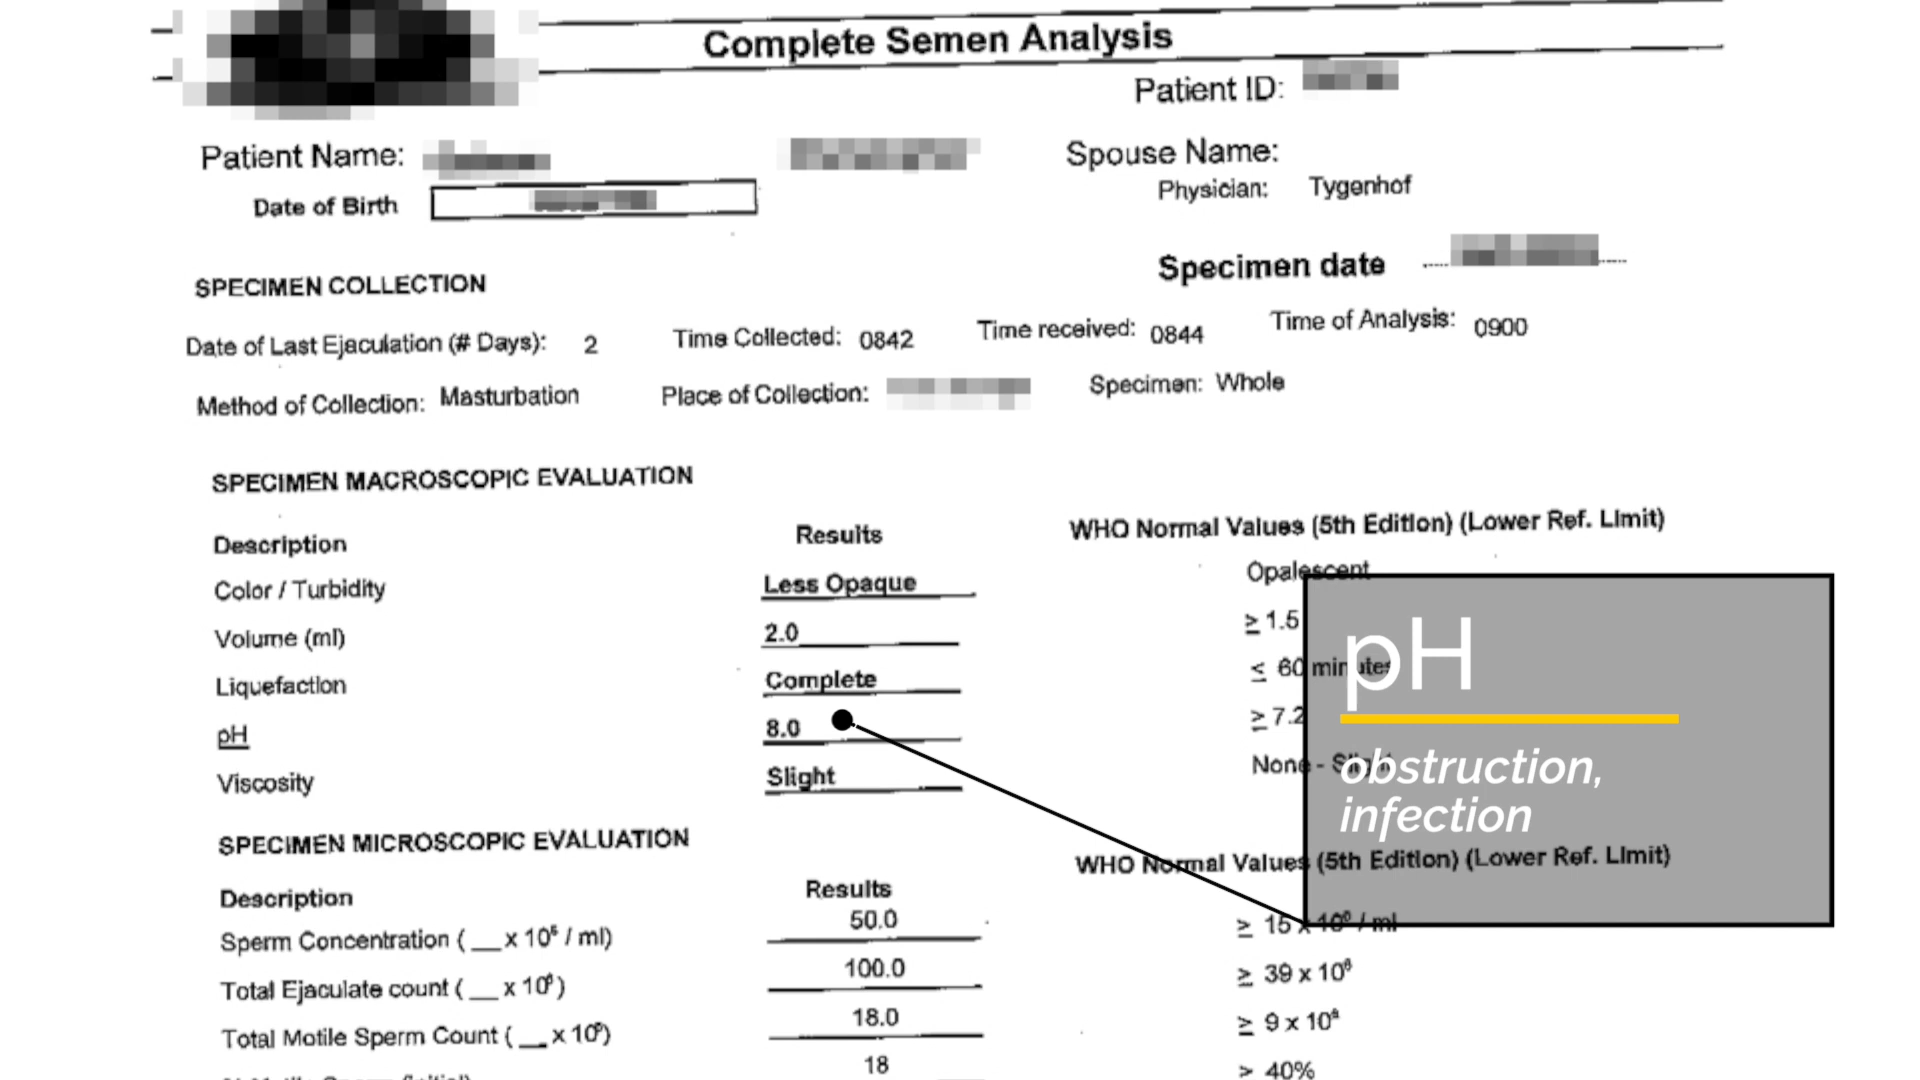 Complete Semen Analysis
Patient ID:
Patient Name:
Spouse Name:
Date of Birth
Physician: Tygenhof
Specimen date
SPECIMEN COLLECTION
Date of Last Ejaculation (# Days): 2 Time Collected: 0842 Time received: 0844 Time of Analysis: 0900
Method of Collection: Masturbation Place of Collection: Specimen: Whole
SPECIMEN MACROSCOPIC EVALUATION
Description Results WHO Normal Values (5th Edition) (Lower Ref. Limit)
Color / Turbidity Less Opaque Opalescent
Volume (ml) 2.0 ≥ 1.5
Liquefaction Complete ≤ 60 minutes
pH 8.0 ≥ 7.2
Viscosity Slight None - Slight
pH
obstruction,
infection
SPECIMEN MICROSCOPIC EVALUATION
WHO Normal Values (5th Edition) (Lower Ref. Limit)
Description Results
Sperm Concentration ( __ x 10⁶ / ml) 50.0 ≥ 15 x 10⁶ / ml
Total Ejaculate count ( __ x 10⁶) 100.0 ≥ 39 x 10⁶
Total Motile Sperm Count ( __ x 10⁶) 18.0 ≥ 9 x 10⁶
18 > 40%